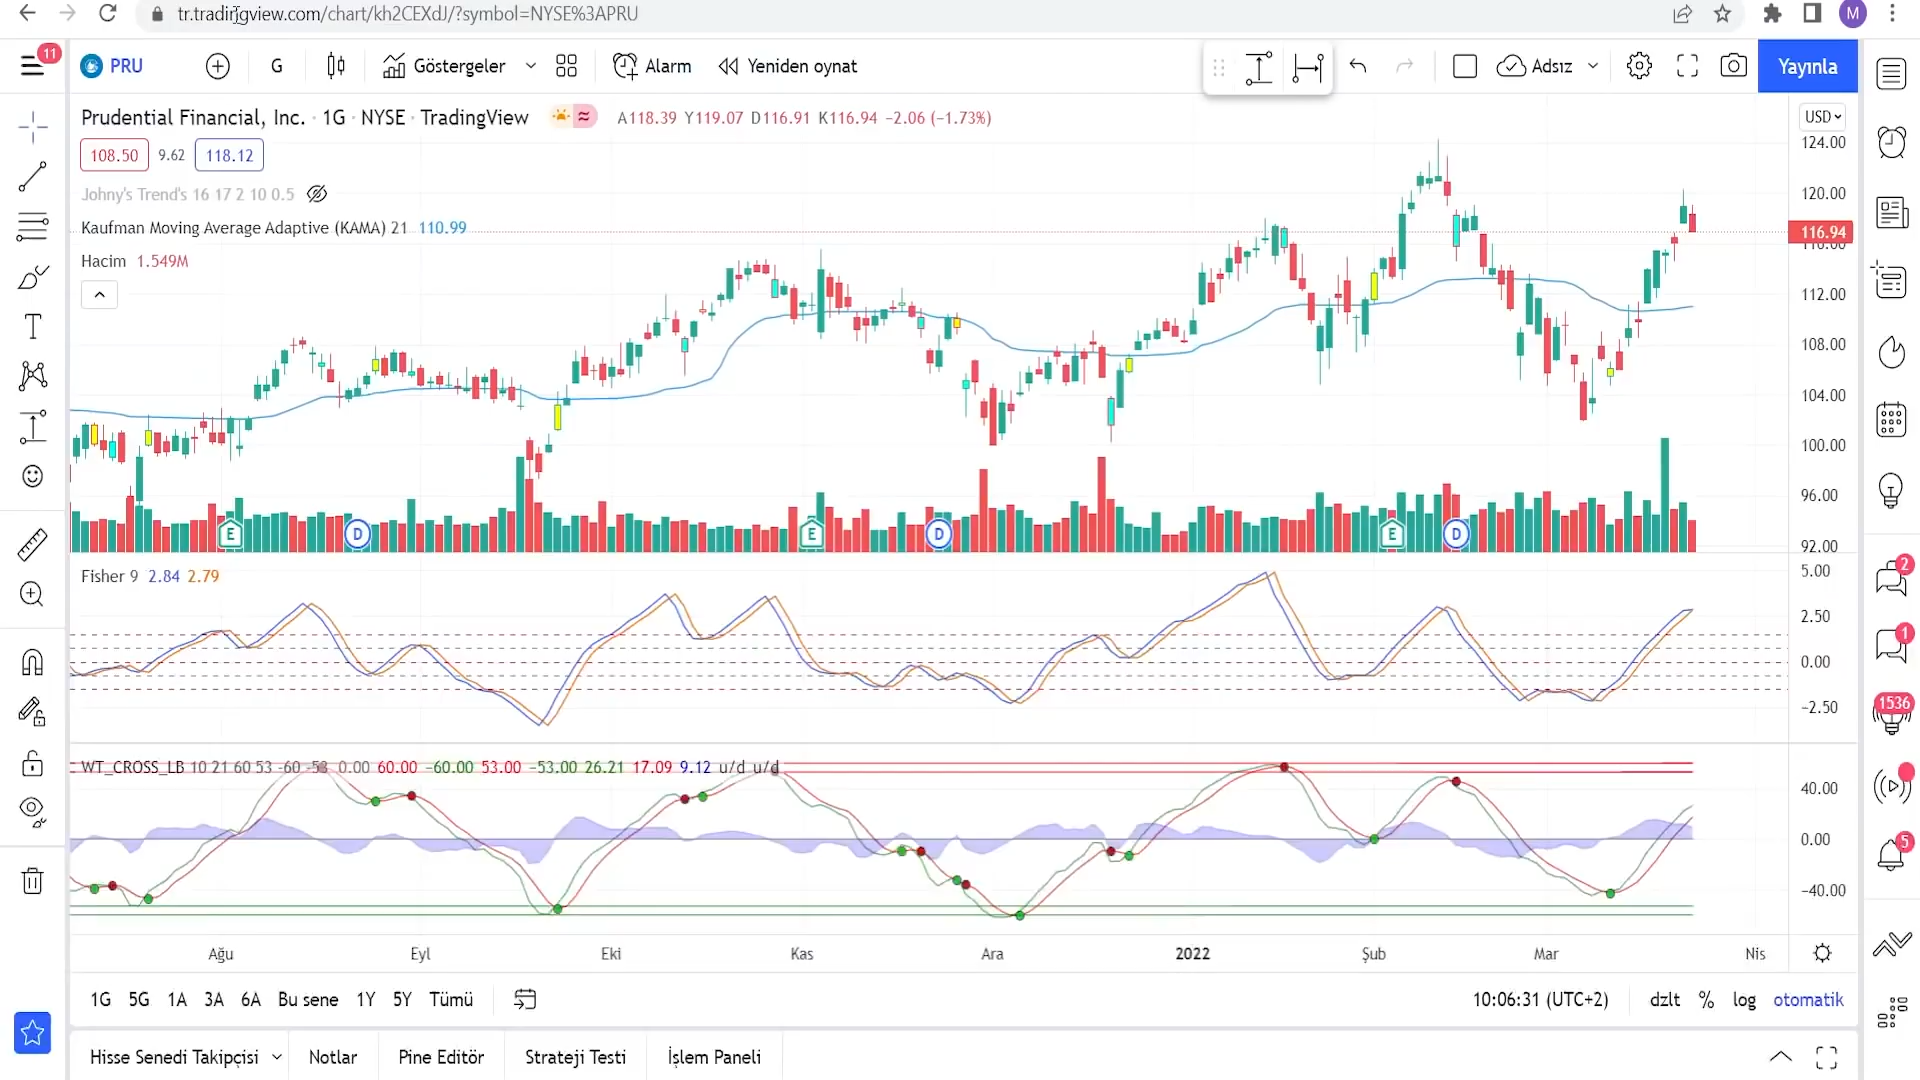 tr.tradingview.com/chart/kh2CEXdJ/?symbol=NYSE%3APRU
M
11
PRU
G
Göstergeler
Alarm
Yeniden oynat
Adsız
Yayınla
Prudential Financial, Inc. · 1G · NYSE · TradingView
A118.39 Y119.07 D116.91 K116.94 −2.06 (−1.73%)
USD
108.50 9.62 118.12
Johny's Trend's 16 17 2 10 0.5
Kaufman Moving Average Adaptive (KAMA) 21 110.99
Hacim 1.549M
124.00
120.00
116.94
116.00
112.00
108.00
104.00
100.00
96.00
92.00
E D E D E D
Fisher 9 2.84 2.79
5.00
2.50
0.00
−2.50
WT_CROSS_LB 10 21 60 53 -60 -53 0.00 60.00 −60.00 53.00 −53.00 26.21 17.09 9.12 u/d u/d
40.00
0.00
−40.00
Ağu Eyl Eki Kas Ara 2022 Şub Mar Nis
1G 5G 1A 3A 6A Bu sene 1Y 5Y Tümü
10:06:31 (UTC+2)
dzlt % log otomatik
Hisse Senedi Takipçisi
Notlar
Pine Editör
Strateji Testi
İşlem Paneli
2
1
1536
5